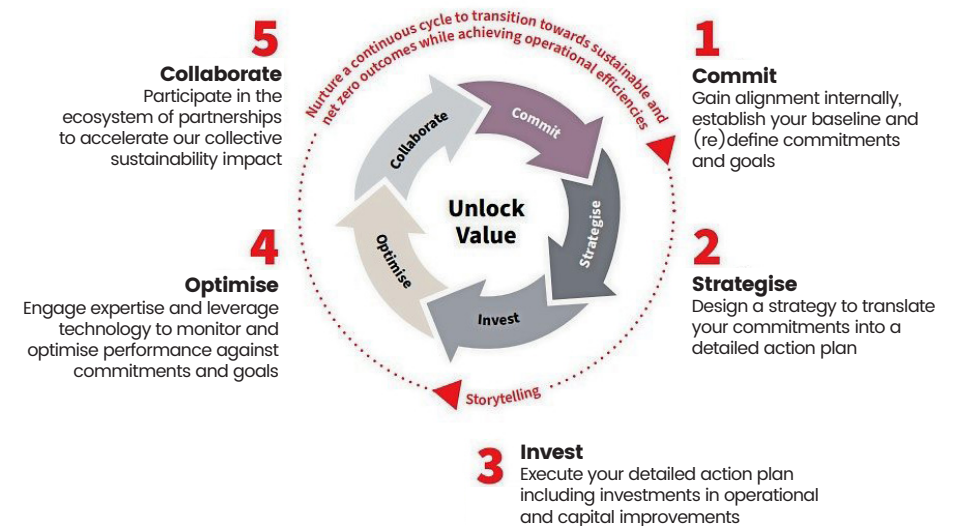 Nurture a continuous cycle to transition towards sustainable and
net zero outcomes while achieving operational efficiencies
1
Commit
Gain alignment internally,
establish your baseline and
(re)define commitments
and goals
2
Strategise
Design a strategy to translate
your commitments into a
detailed action plan
3
Invest
Execute your detailed action plan
including investments in operational
and capital improvements
4
Optimise
Engage expertise and leverage
technology to monitor and
optimise performance against
commitments and goals
5
Collaborate
Participate in the
ecosystem of partnerships
to accelerate our collective
sustainability impact
Commit
Strategise
Invest
Optimise
Collaborate
Unlock
Value
Storytelling